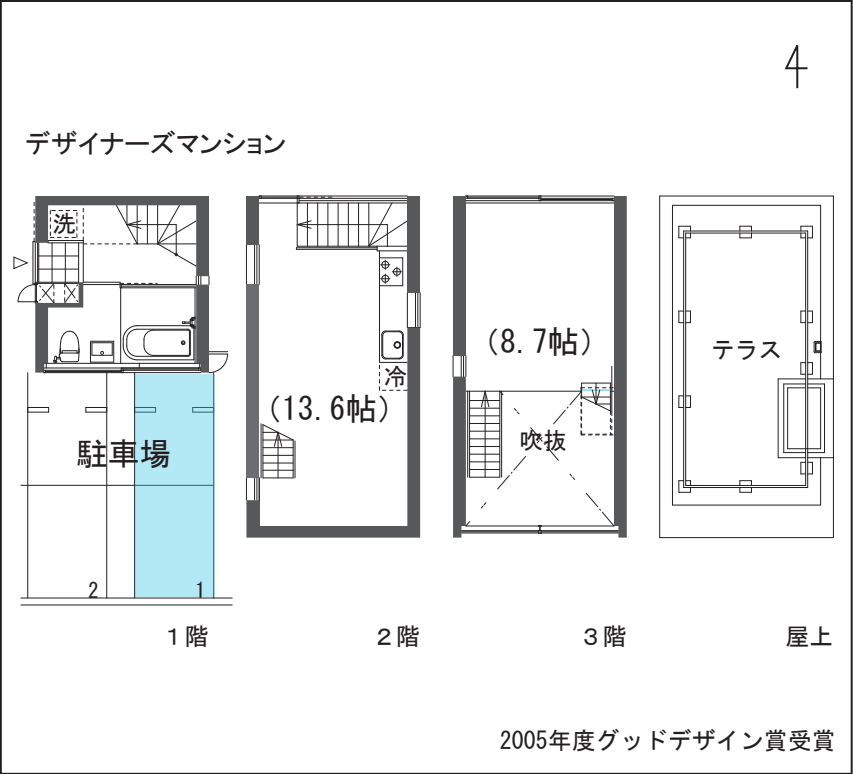 4
デザイナーズマンション
洗
冷
(13.6帖)
(8.7帖)
吹抜
テラス
駐車場
2
1
1階
2階
3階
屋上
2005年度グッドデザイン賞受賞